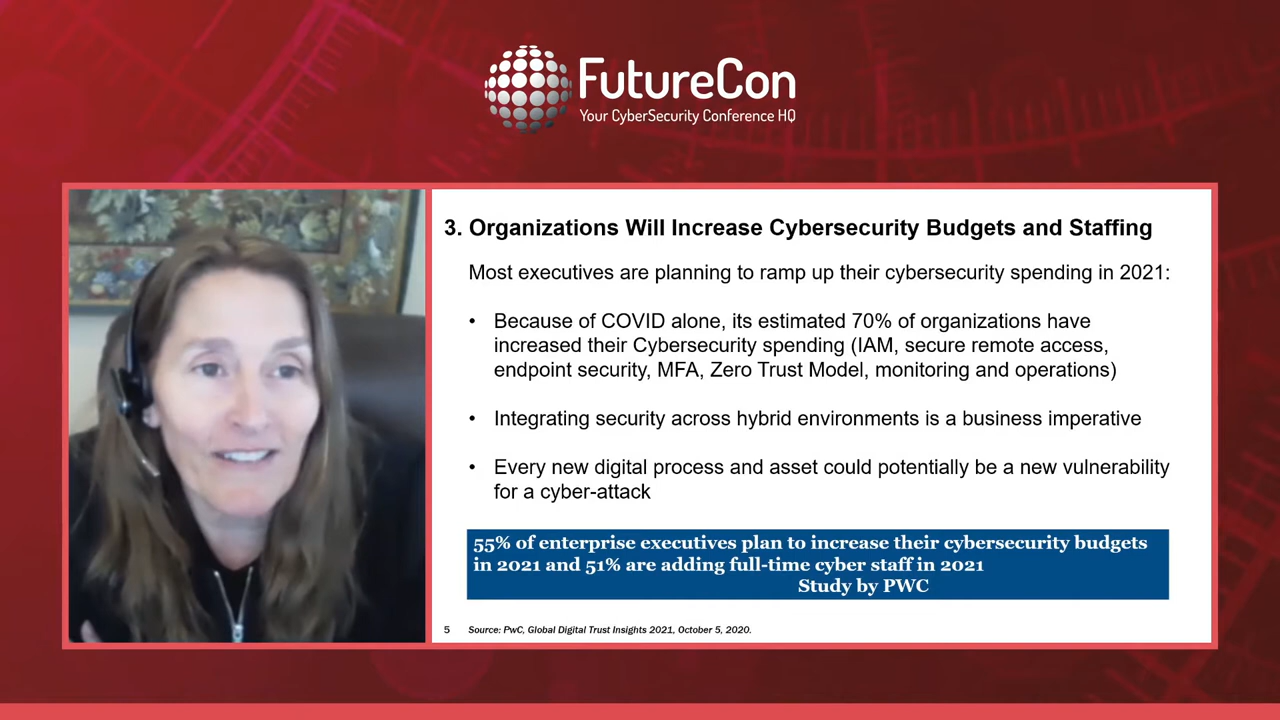 FutureCon
Your CyberSecurity Conference HQ
3. Organizations Will Increase Cybersecurity Budgets and Staffing
Most executives are planning to ramp up their cybersecurity spending in 2021:
• Because of COVID alone, its estimated 70% of organizations have
increased their Cybersecurity spending (IAM, secure remote access,
endpoint security, MFA, Zero Trust Model, monitoring and operations)
• Integrating security across hybrid environments is a business imperative
• Every new digital process and asset could potentially be a new vulnerability
for a cyber-attack
55% of enterprise executives plan to increase their cybersecurity budgets
in 2021 and 51% are adding full-time cyber staff in 2021
Study by PWC
5 Source: PwC, Global Digital Trust Insights 2021, October 5, 2020.